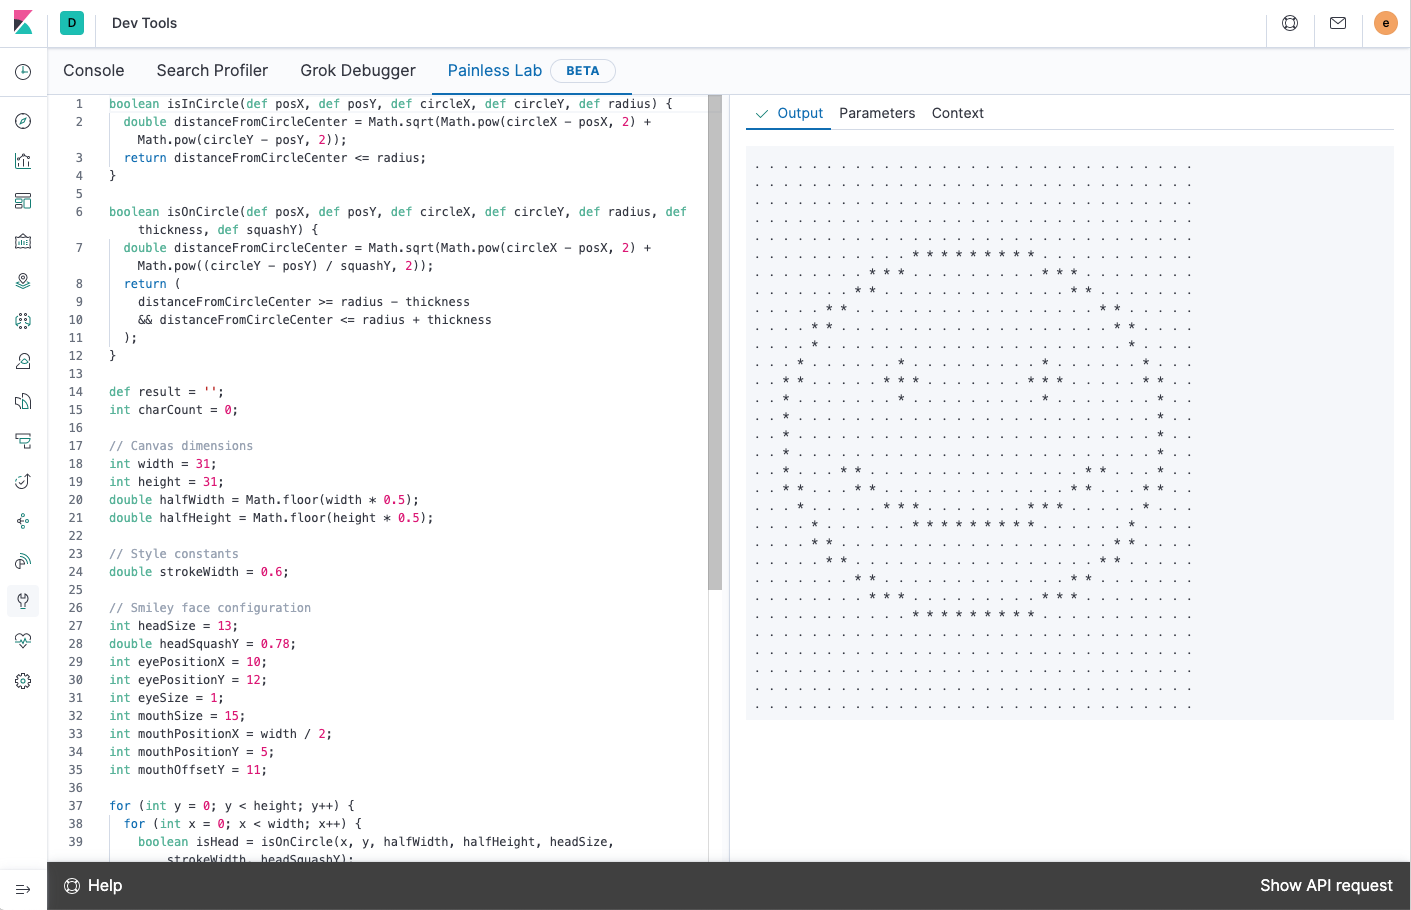 D
Dev Tools
e
Console
Search Profiler
Grok Debugger
Painless Lab
BETA
1 boolean isInCircle(def posX, def posY, def circleX, def circleY, def radius) {
2 double distanceFromCircleCenter = Math.sqrt(Math.pow(circleX - posX, 2) +
Math.pow(circleY - posY, 2));
3 return distanceFromCircleCenter <= radius;
4 }
5
6 boolean isOnCircle(def posX, def posY, def circleX, def circleY, def radius, def
thickness, def squashY) {
7 double distanceFromCircleCenter = Math.sqrt(Math.pow(circleX - posX, 2) +
Math.pow((circleY - posY) / squashY, 2));
8 return (
9 distanceFromCircleCenter >= radius - thickness
10 && distanceFromCircleCenter <= radius + thickness
11 );
12 }
13
14 def result = '';
15 int charCount = 0;
16
17 // Canvas dimensions
18 int width = 31;
19 int height = 31;
20 double halfWidth = Math.floor(width * 0.5);
21 double halfHeight = Math.floor(height * 0.5);
22
23 // Style constants
24 double strokeWidth = 0.6;
25
26 // Smiley face configuration
27 int headSize = 13;
28 double headSquashY = 0.78;
29 int eyePositionX = 10;
30 int eyePositionY = 12;
31 int eyeSize = 1;
32 int mouthSize = 15;
33 int mouthPositionX = width / 2;
34 int mouthPositionY = 5;
35 int mouthOffsetY = 11;
36
37 for (int y = 0; y < height; y++) {
38 for (int x = 0; x < width; x++) {
39 boolean isHead = isOnCircle(x, y, halfWidth, halfHeight, headSize,
strokeWidth, headSquashY);
Output
Parameters
Context
. . . . . . . . . . . . . . . . . . . . . . . . . . . . . . .
. . . . . . . . . . . . . . . . . . . . . . . . . . . . . . .
. . . . . . . . . . . . . . . . . . . . . . . . . . . . . . .
. . . . . . . . . . . . . . . . . . . . . . . . . . . . . . .
. . . . . . . . . . . . . . . . . . . . . . . . . . . . . . .
. . . . . . . . . . . * * * * * * * * * . . . . . . . . . . .
. . . . . . . . * * * . . . . . . . . . * * * . . . . . . . .
. . . . . . . * * . . . . . . . . . . . . . * * . . . . . . .
. . . . . * * . . . . . . . . . . . . . . . . . * * . . . . .
. . . . * * . . . . . . . . . . . . . . . . . . . * * . . . .
. . . . * . . . . . . . . . . . . . . . . . . . . . * . . . .
. . . * . . . . . . * . . . . . . . . . * . . . . . . * . . .
. . * * . . . . . * * * . . . . . . . * * * . . . . . * * . .
. . * . . . . . . . * . . . . . . . . . * . . . . . . . * . .
. . * . . . . . . . . . . . . . . . . . . . . . . . . . * . .
. . * . . . . . . . . . . . . . . . . . . . . . . . . . * . .
. . * . . . . . . . . . . . . . . . . . . . . . . . . . * . .
. . * . . . * * . . . . . . . . . . . . . . . * * . . . * . .
. . * * . . . * * . . . . . . . . . . . . . * * . . . * * . .
. . . * . . . . . * * * . . . . . . . * * * . . . . . * . . .
. . . . * . . . . . . * * * * * * * * * . . . . . . * . . . .
. . . . * * . . . . . . . . . . . . . . . . . . . * * . . . .
. . . . . * * . . . . . . . . . . . . . . . . . * * . . . . .
. . . . . . . * * . . . . . . . . . . . . . * * . . . . . . .
. . . . . . . . * * * . . . . . . . . . * * * . . . . . . . .
. . . . . . . . . . . * * * * * * * * * . . . . . . . . . . .
. . . . . . . . . . . . . . . . . . . . . . . . . . . . . . .
. . . . . . . . . . . . . . . . . . . . . . . . . . . . . . .
. . . . . . . . . . . . . . . . . . . . . . . . . . . . . . .
. . . . . . . . . . . . . . . . . . . . . . . . . . . . . . .
. . . . . . . . . . . . . . . . . . . . . . . . . . . . . . .
Help
Show API request